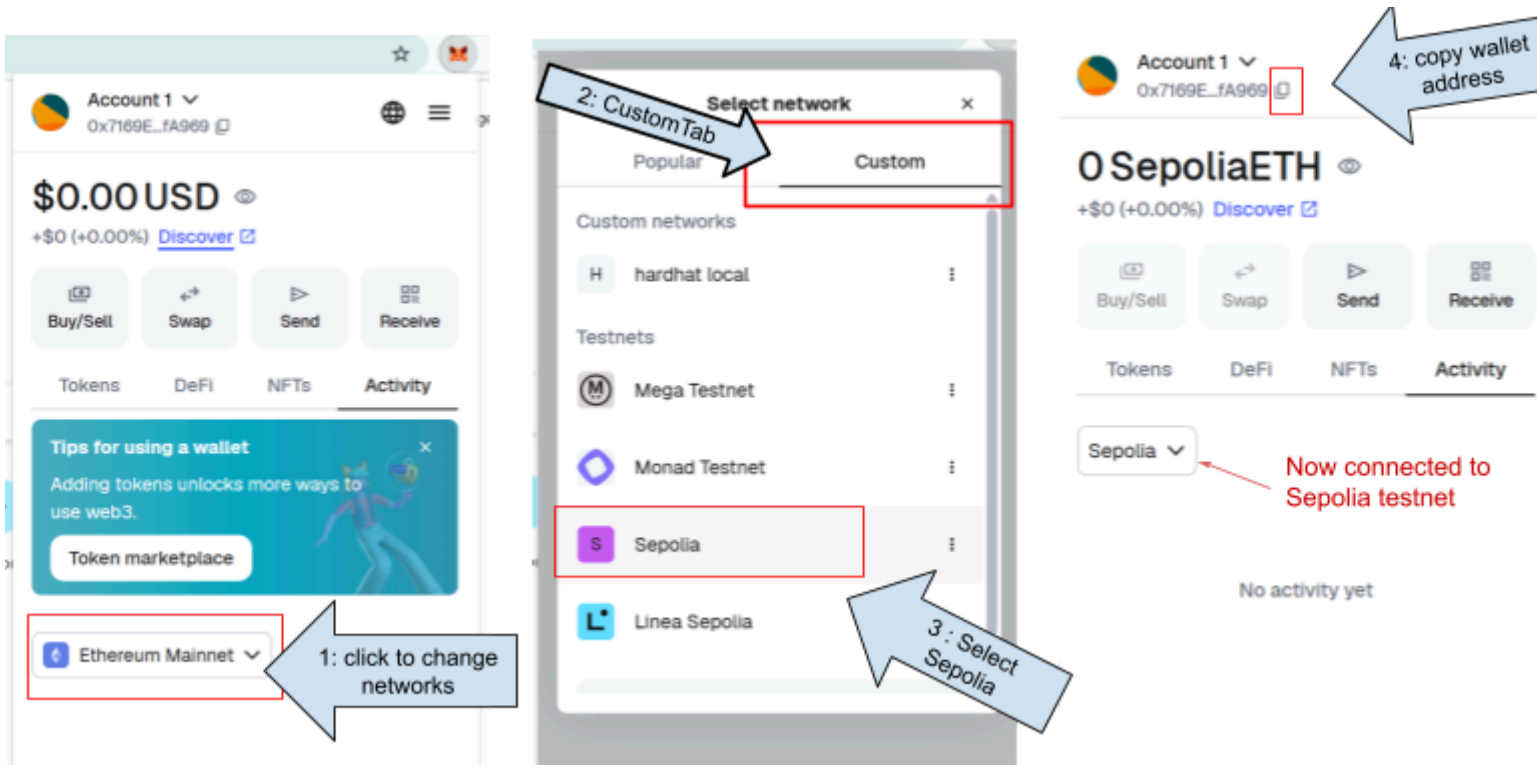 Account 1
0x7169E...fA969
$0.00 USD
+$0 (+0.00%) Discover
Buy/Sell
Swap
Send
Receive
Tokens
DeFi
NFTs
Activity
Tips for using a wallet
Adding tokens unlocks more ways to
use web3.
Token marketplace
Ethereum Mainnet
1: click to change
networks
2: CustomTab
Select network
Popular
Custom
Custom networks
H
hardhat local
Testnets
M
Mega Testnet
Monad Testnet
S
Sepolia
L
Linea Sepolia
3 : Select
Sepolia
4: copy wallet
address
Account 1
0x7169E...fA969
0 SepoliaETH
+$0 (+0.00%) Discover
Buy/Sell
Swap
Send
Receive
Tokens
DeFi
NFTs
Activity
Sepolia
Now connected to
Sepolia testnet
No activity yet